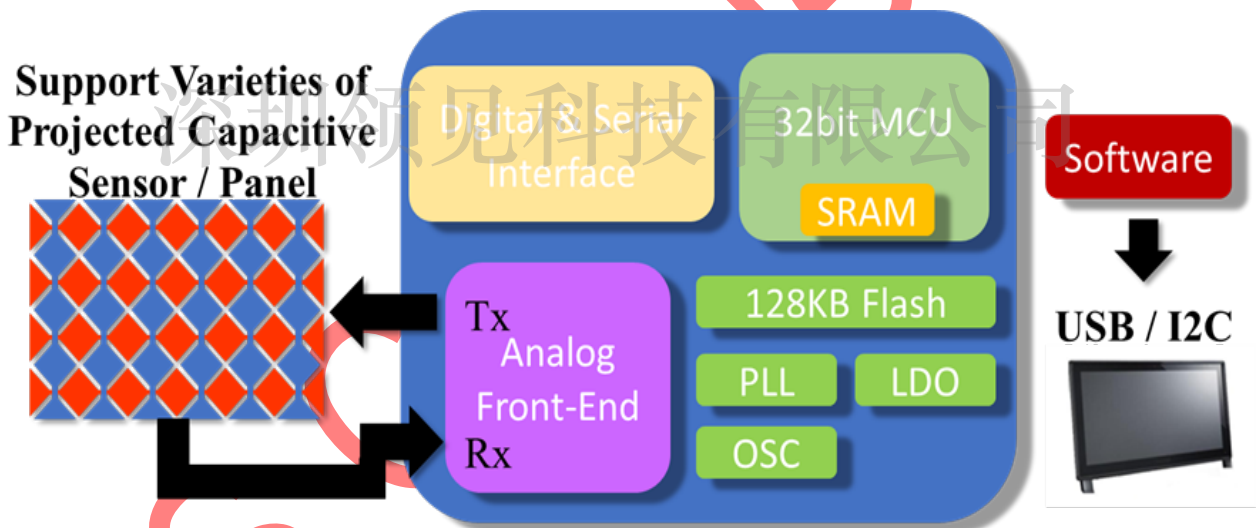 Support Varieties of
Projected Capacitive
Sensor / Panel
深圳领见科技有限公司
Digital & Serial
Interface
32bit MCU
SRAM
Software
Tx
Analog
Front-End
Rx
128KB Flash
PLL
LDO
OSC
USB / I2C